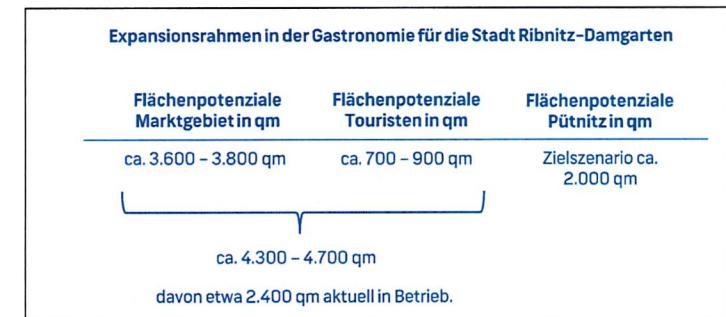 Expansionsrahmen in der Gastronomie für die Stadt Ribnitz-Damgarten
Flächenpotenziale
Marktgebiet in qm
Flächenpotenziale
Touristen in qm
Flächenpotenziale
Pütnitz in qm
ca. 3.600 – 3.800 qm
ca. 700 – 900 qm
Zielszenario ca.
2.000 qm
ca. 4.300 – 4.700 qm
davon etwa 2.400 qm aktuell in Betrieb.